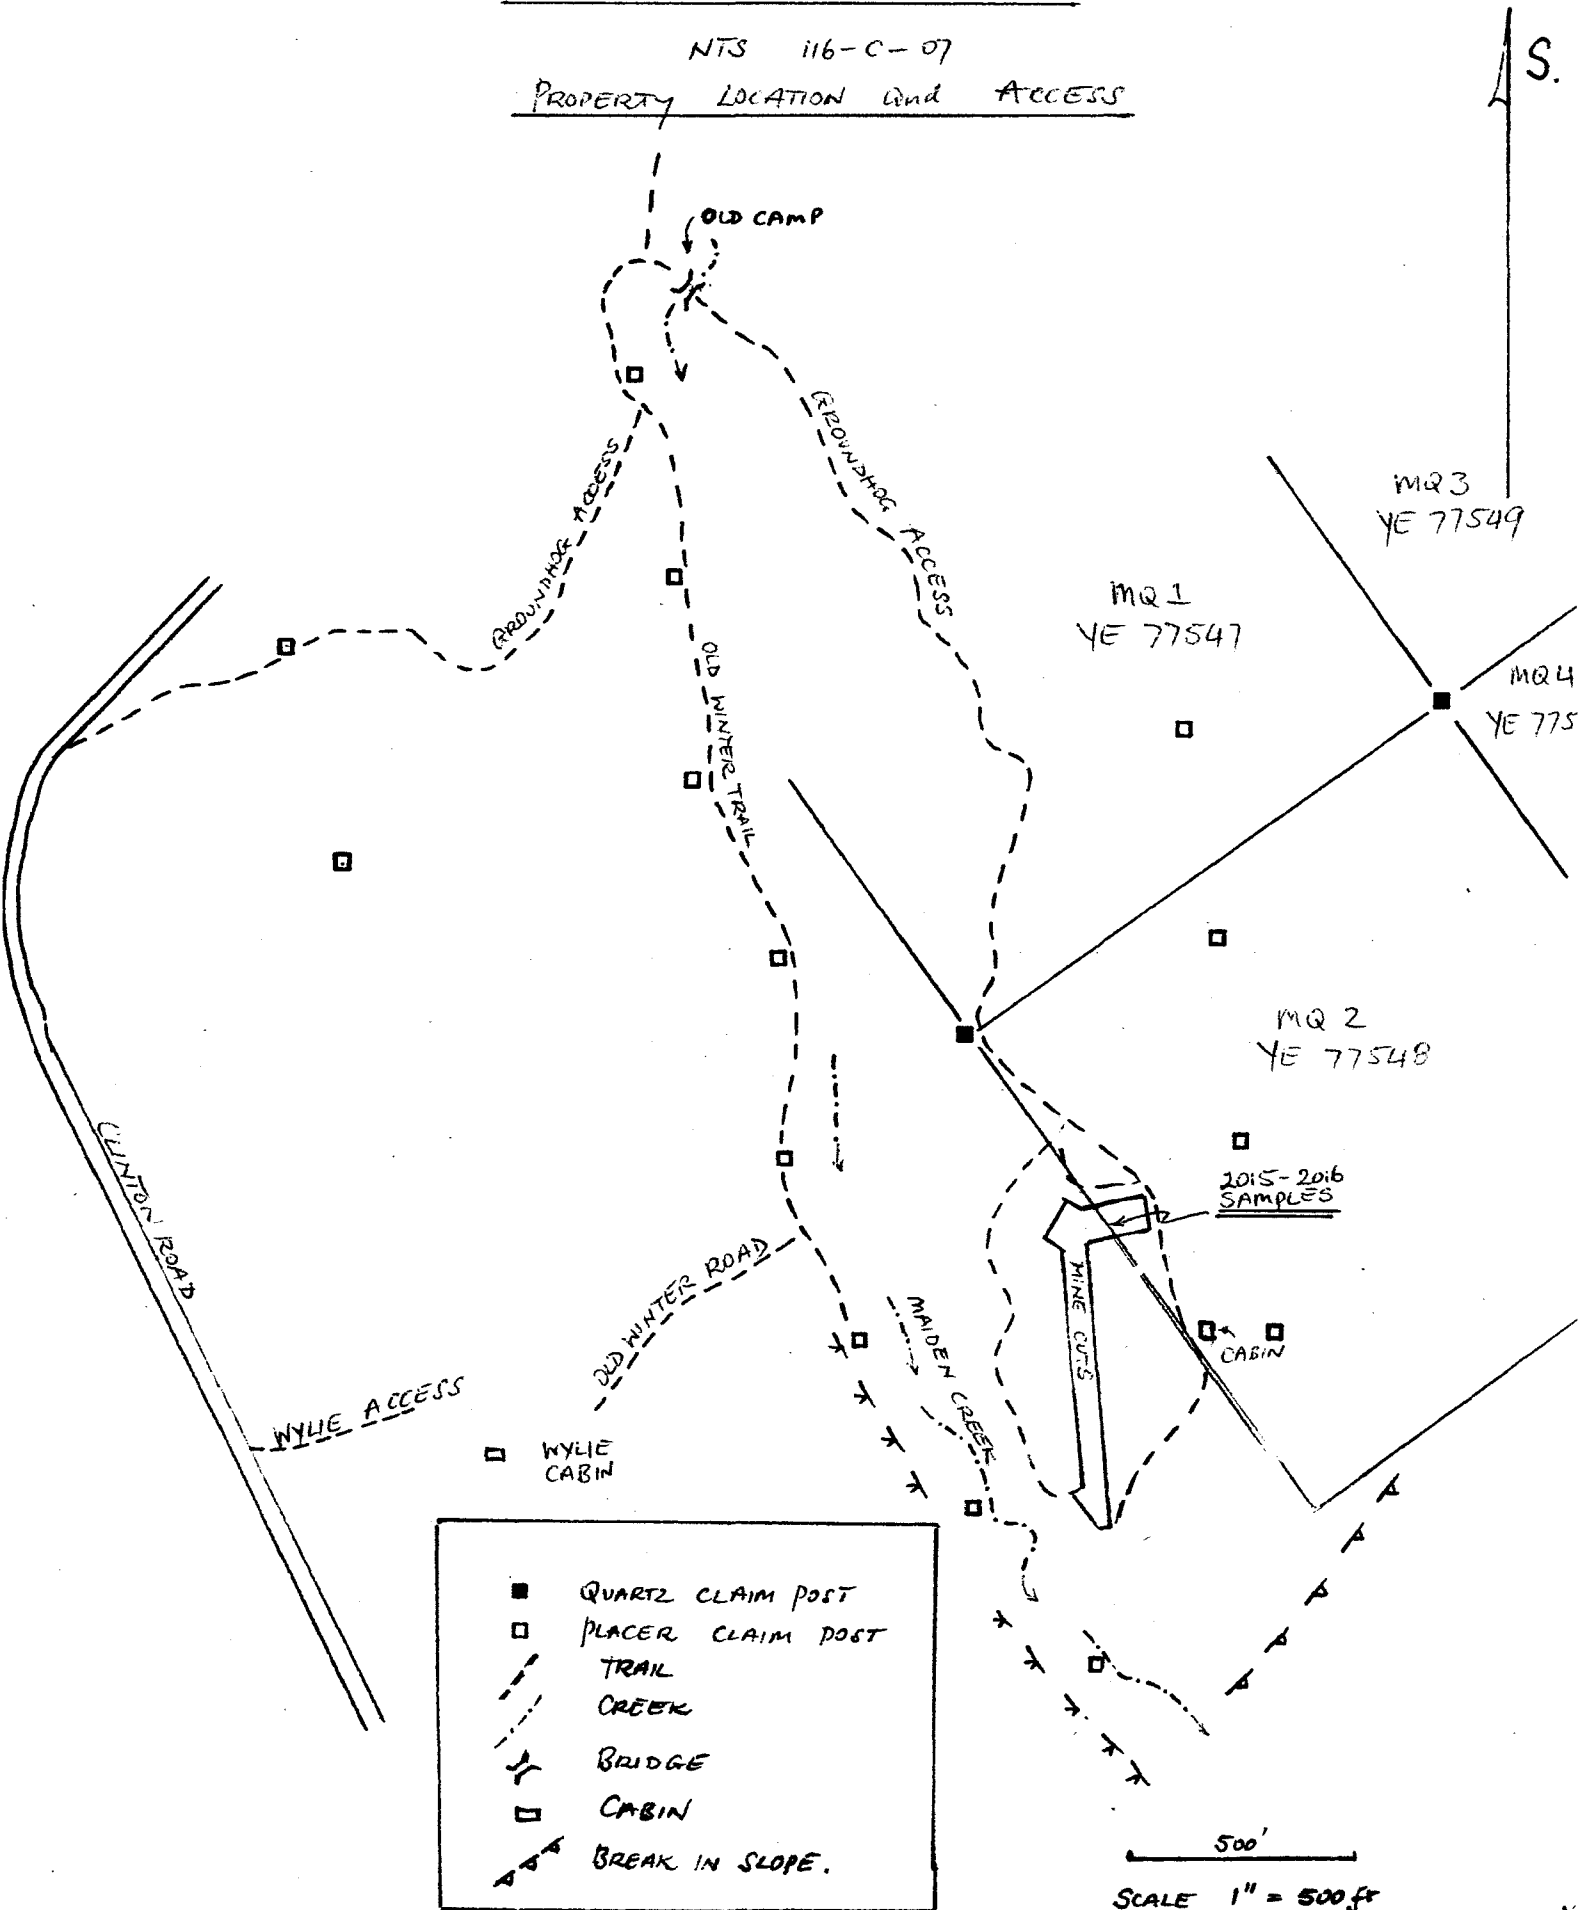 NTS 116-C-07
PROPERTY LOCATION and ACCESS
S.
OLD CAMP
GROUNDHOG ACCESS
GROUNDHOG ACCESS
MQ3
YE 77549
MQ1
YE 77547
MQ4
YE 775
OLD WINTER TRAIL
MQ 2
YE 77548
CLINTON ROAD
2015-2016
SAMPLES
OLD WINTER ROAD
MINE CUTS
MAIDEN CREEK
CABIN
WYLIE ACCESS
WYLIE
CABIN
QUARTZ CLAIM POST
PLACER CLAIM POST
TRAIL
CREEK
BRIDGE
CABIN
BREAK IN SLOPE.
500'
SCALE 1" = 500 ft